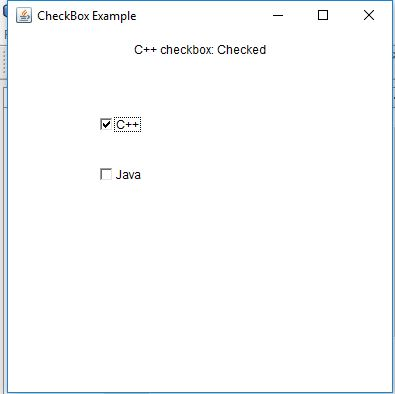 CheckBox Example
C++ checkbox: Checked
C++
Java